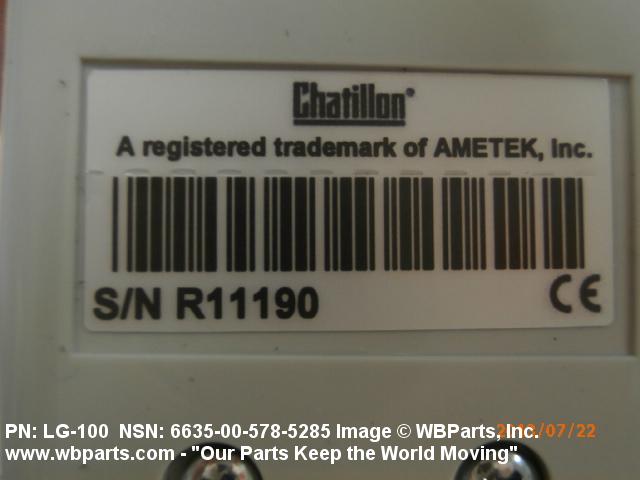 Chatillon®
A registered trademark of AMETEK, Inc.
S/N R11190
CE
PN: LG-100 NSN: 6635-00-578-5285 Image © WBParts, Inc.
www.wbparts.com - "Our Parts Keep the World Moving"